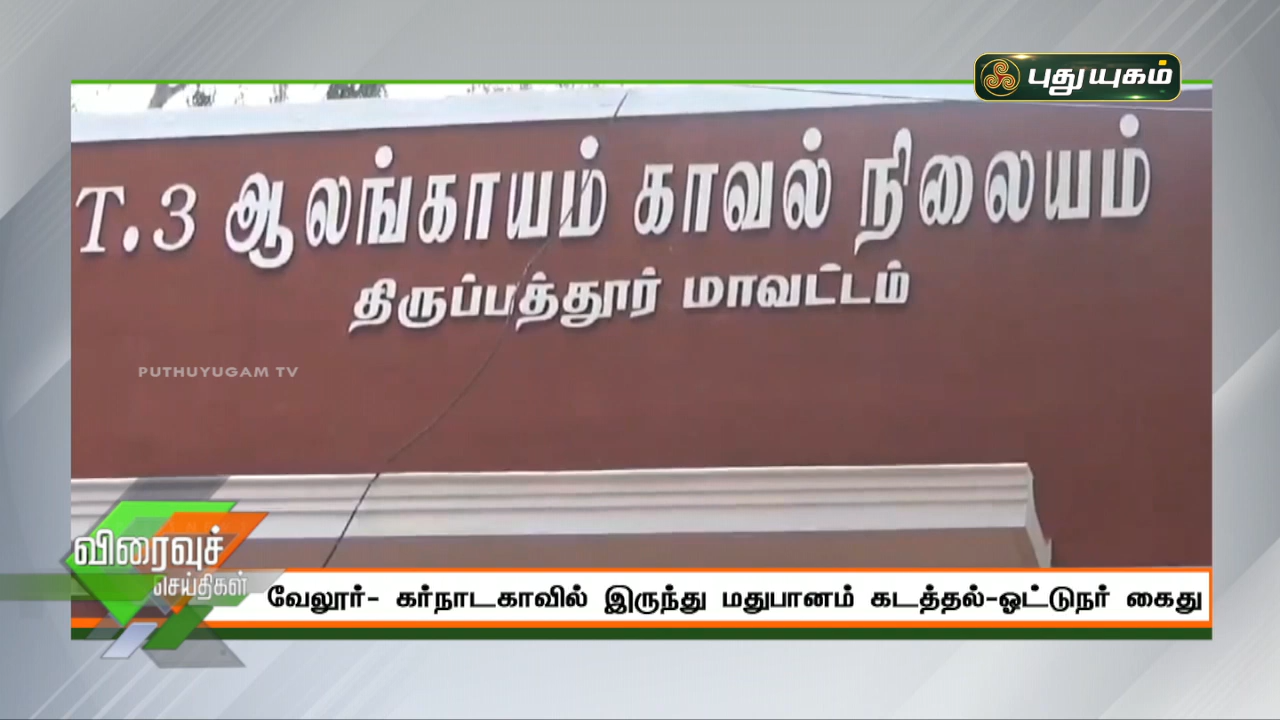 புதுயுகம்
T.3 ஆலங்காயம் காவல் நிலையம்
திருப்பத்தூர் மாவட்டம்
PUTHUYUGAM TV
விரைவுச்
செய்திகள்
வேலூர்- கர்நாடகாவில் இருந்து மதுபானம் கடத்தல்-ஓட்டுநர் கைது